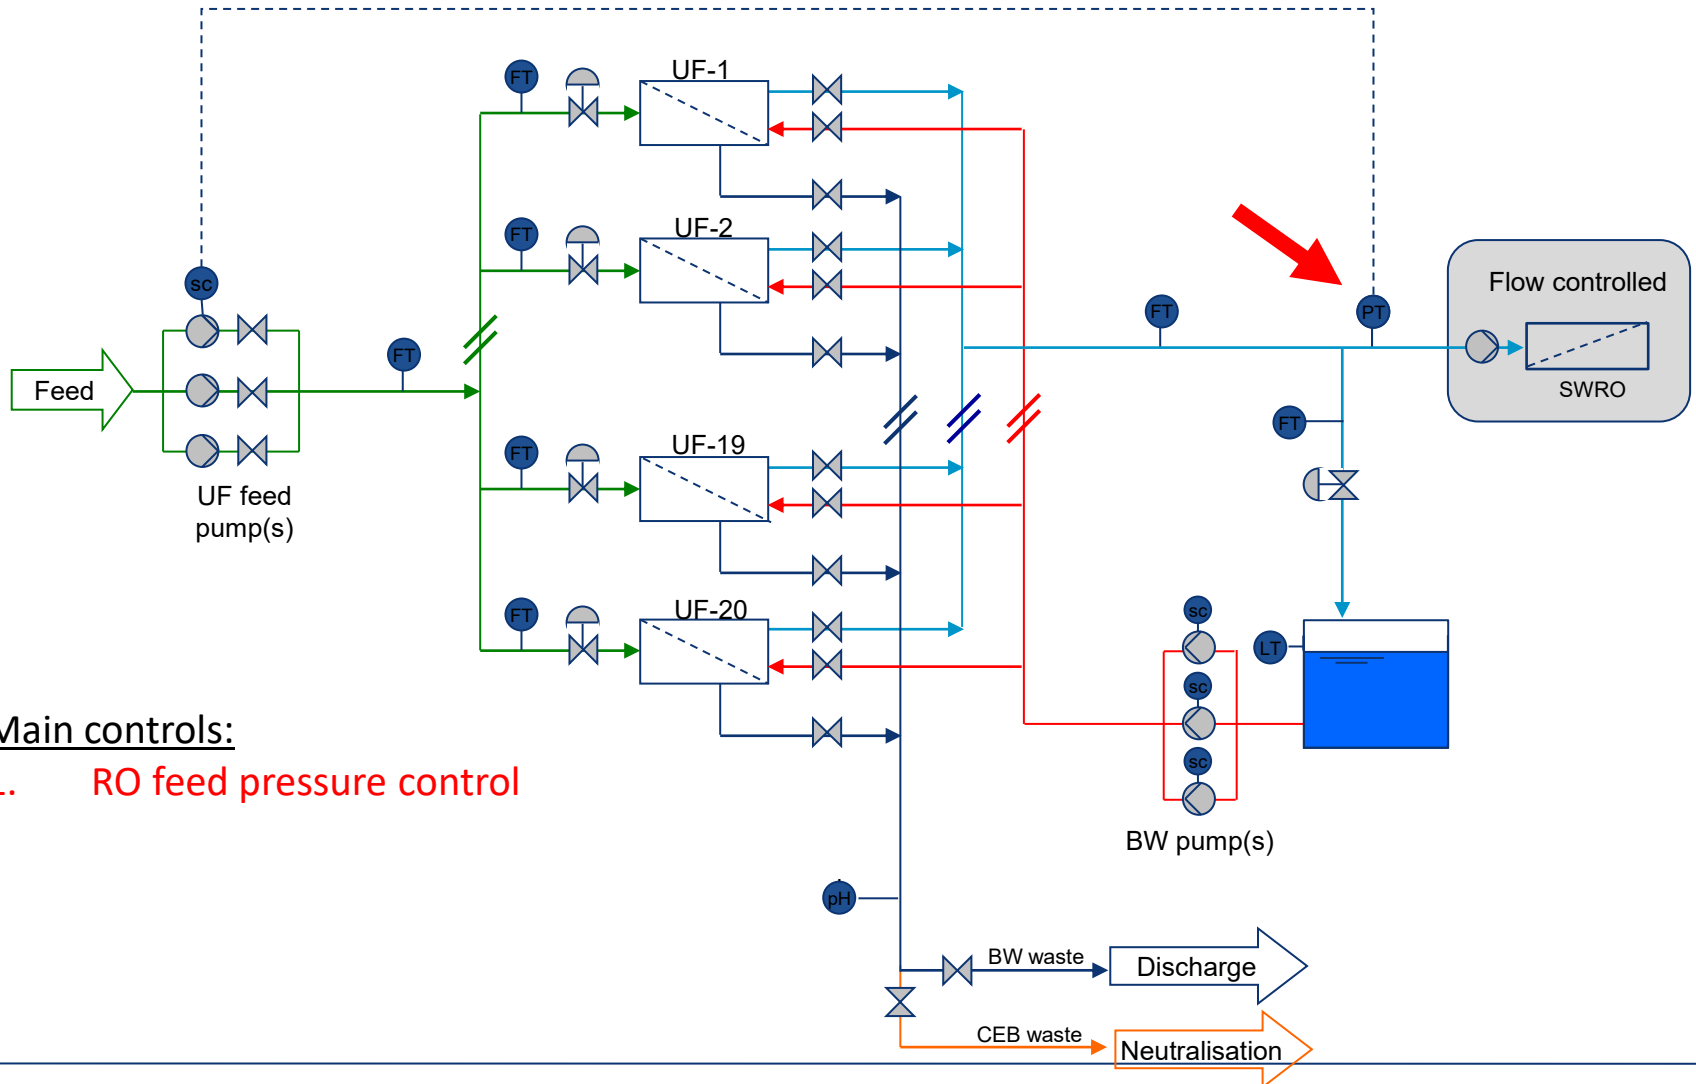 UF-1
FT
UF-2
FT
SC
FT
Feed
UF feed
pump(s)
UF-19
FT
UF-20
FT
FT
PT
Flow controlled
SWRO
FT
LT
SC
SC
SC
BW pump(s)
Main controls:
1. RO feed pressure control
pH
BW waste
Discharge
CEB waste
Neutralisation